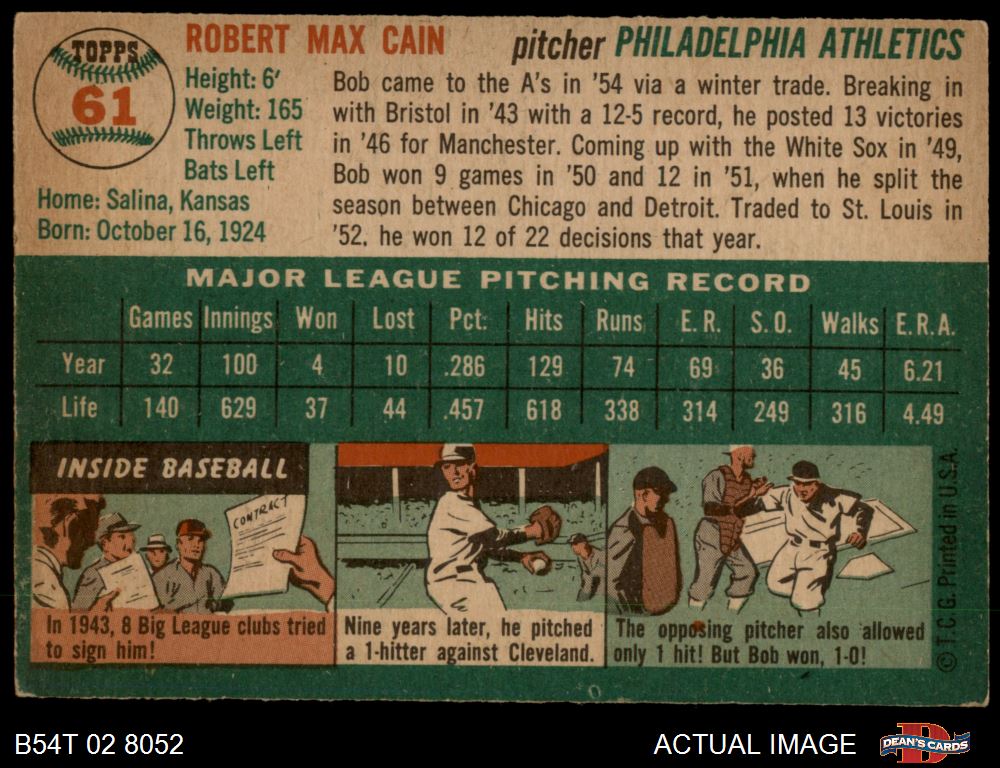 TOPPS
61
ROBERT MAX CAIN pitcher PHILADELPHIA ATHLETICS
Height: 6'
Weight: 165
Throws Left
Bats Left
Home: Salina, Kansas
Born: October 16, 1924
Bob came to the A's in '54 via a winter trade. Breaking in
with Bristol in '43 with a 12-5 record, he posted 13 victories
in '46 for Manchester. Coming up with the White Sox in '49,
Bob won 9 games in '50 and 12 in '51, when he split the
season between Chicago and Detroit. Traded to St. Louis in
'52, he won 12 of 22 decisions that year.
MAJOR LEAGUE PITCHING RECORD
Games Innings Won Lost Pct. Hits Runs E. R. S. O. Walks E.R.A.
Year 32 100 4 10 .286 129 74 69 36 45 6.21
Life 140 629 37 44 .457 618 338 314 249 316 4.49
INSIDE BASEBALL
CONTRACT
In 1943, 8 Big League clubs tried
to sign him!
Nine years later, he pitched
a 1-hitter against Cleveland.
The opposing pitcher also allowed
only 1 hit! But Bob won, 1-0!
© T.C.G. Printed in U.S.A.
B54T 02 8052
ACTUAL IMAGE
DEAN'S CARDS